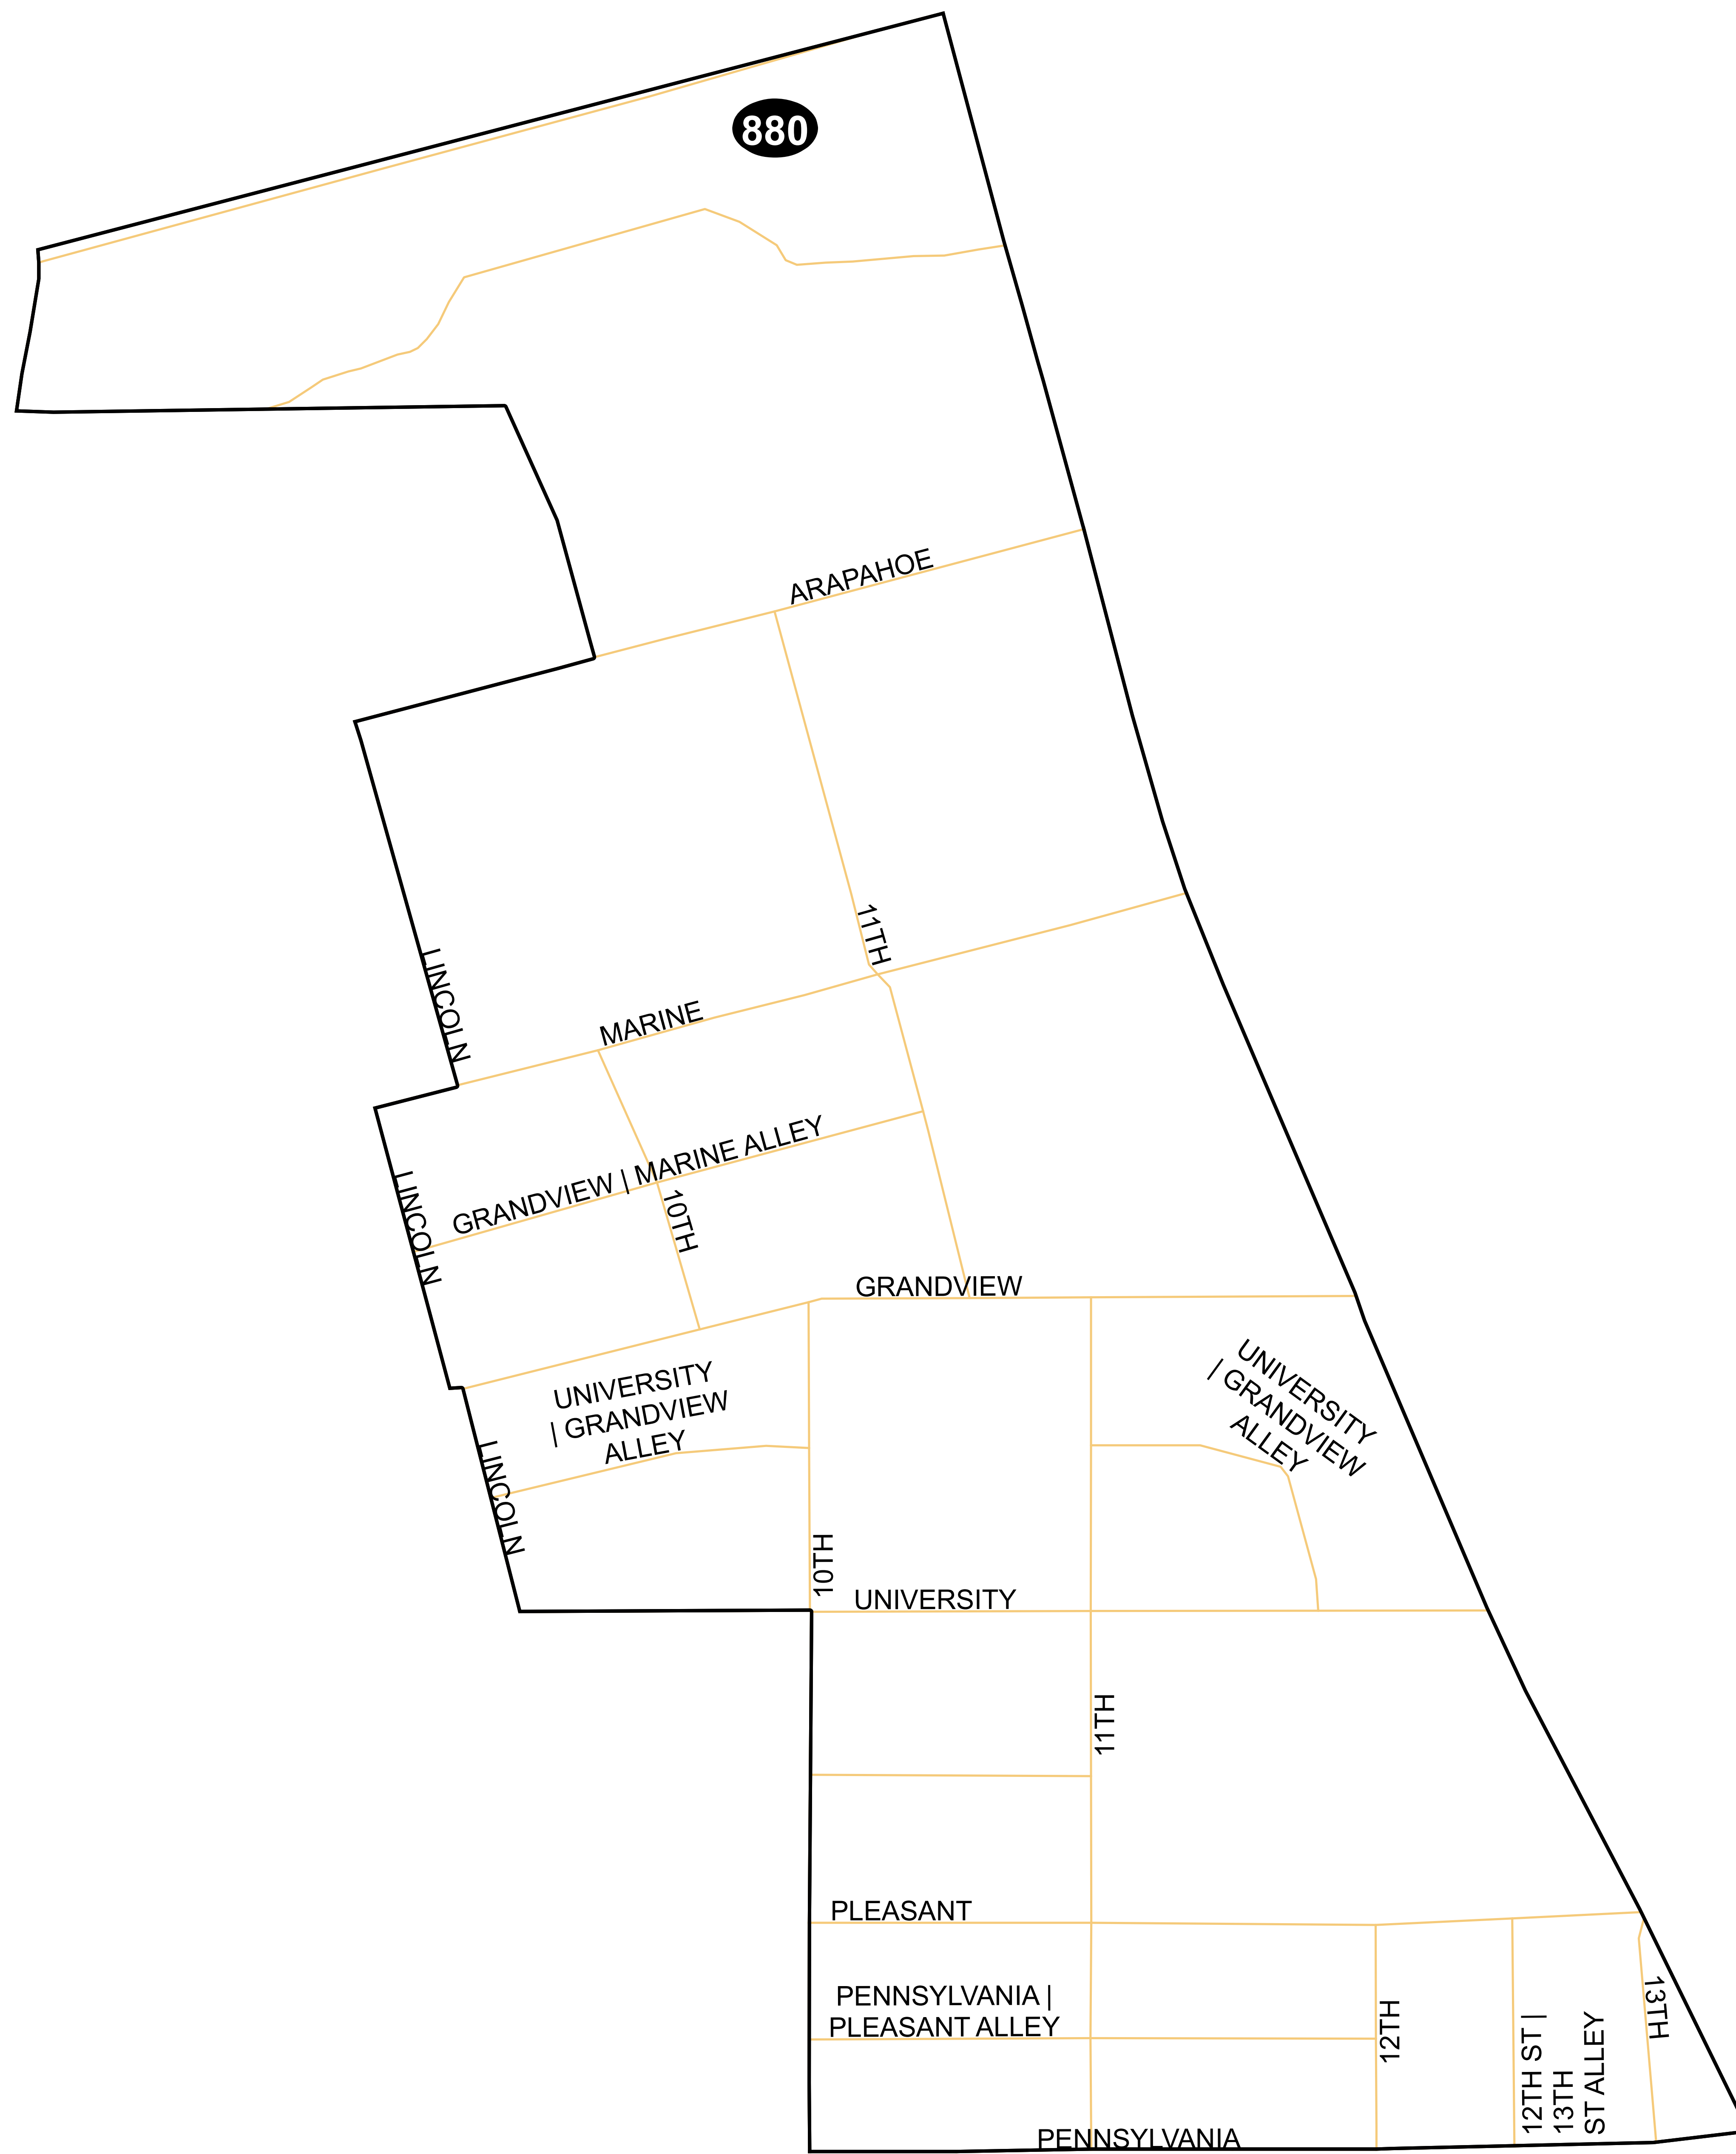 880
ARAPAHOE
11TH
LINCOLN
MARINE
GRANDVIEW | MARINE ALLEY
LINCOLN
10TH
GRANDVIEW
UNIVERSITY
| GRANDVIEW
ALLEY
UNIVERSITY
| GRANDVIEW
ALLEY
LINCOLN
10TH
UNIVERSITY
11TH
PLEASANT
PENNSYLVANIA |
PLEASANT ALLEY
12TH
12TH ST |
13TH
ST ALLEY
13TH
PENNSYLVANIA